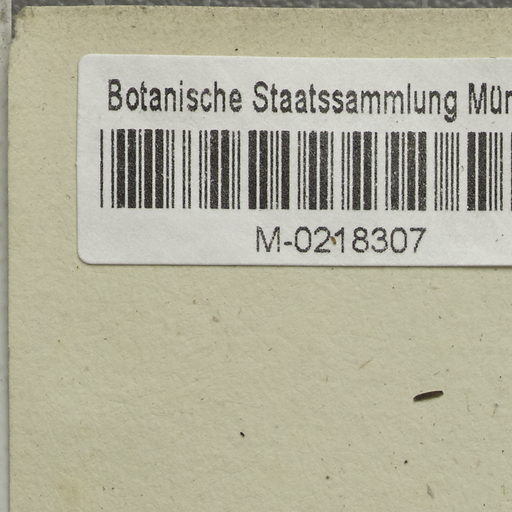 Botanische Staatssammlung Mün
M-0218307